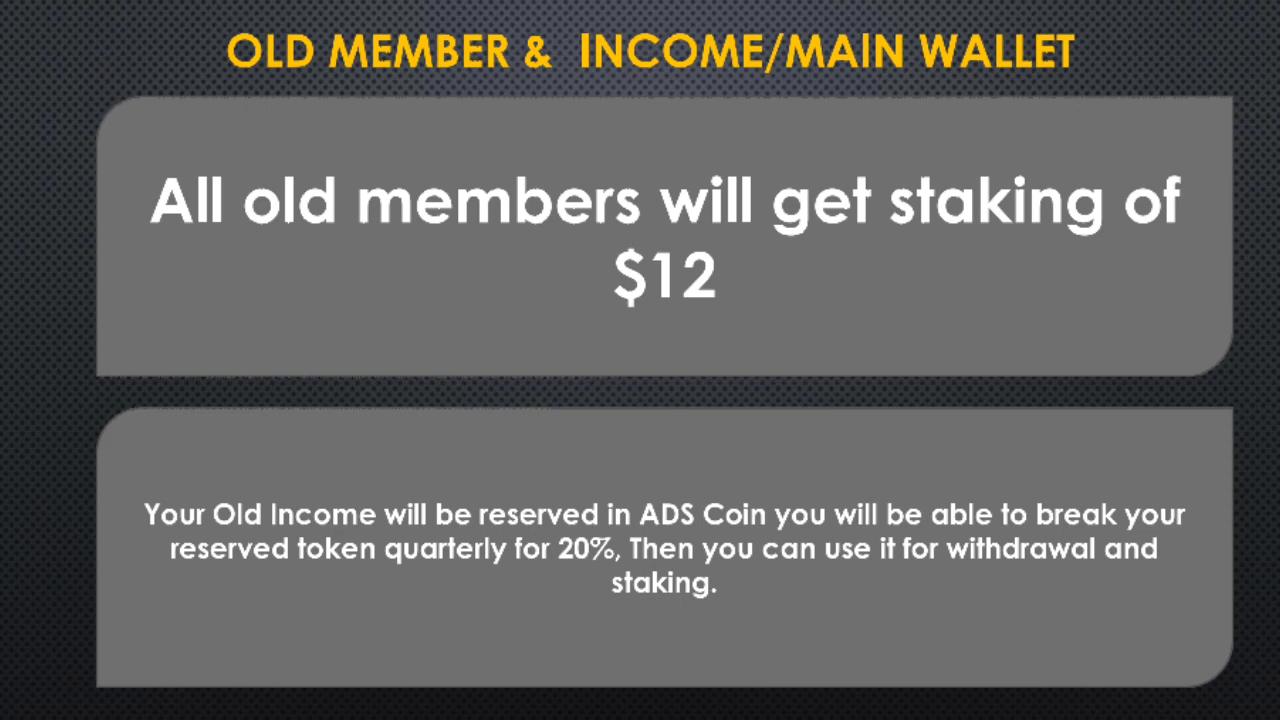 OLD MEMBER & INCOME/MAIN WALLET
All old members will get staking of
$12
Your Old Income will be reserved in ADS Coin you will be able to break your
reserved token quarterly for 20%, Then you can use it for withdrawal and
staking.